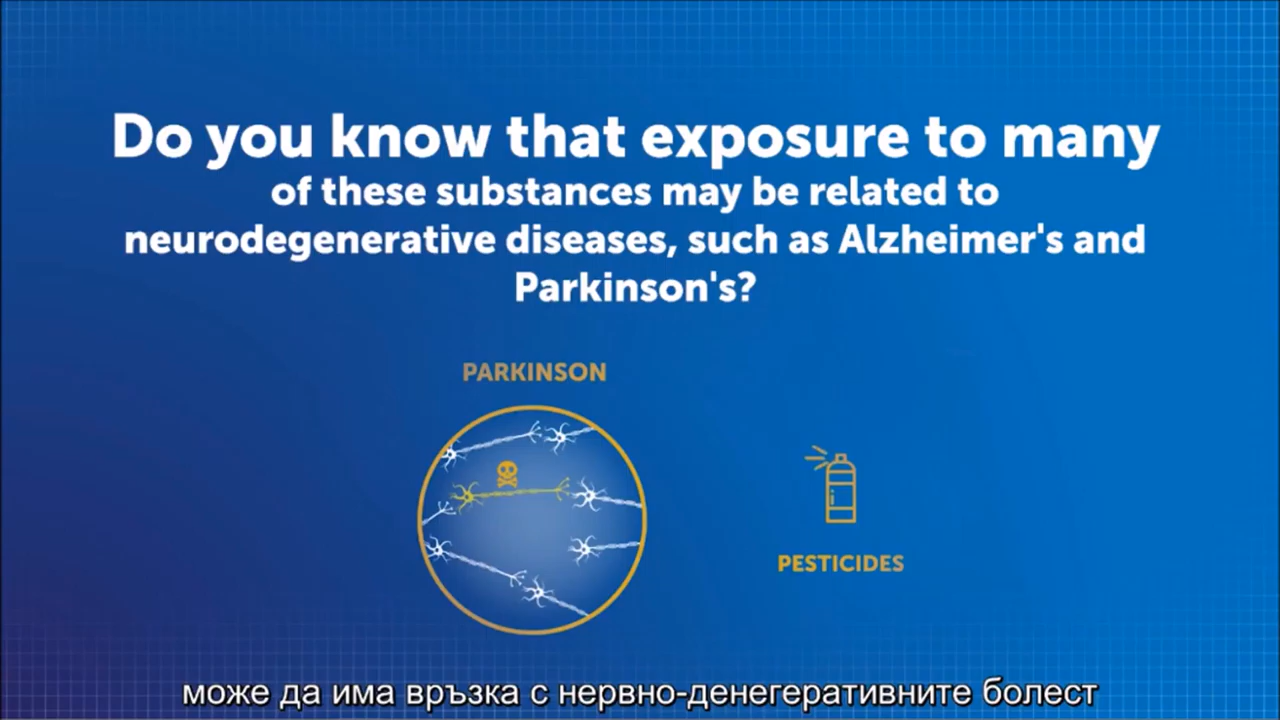 Do you know that exposure to many
of these substances may be related to
neurodegenerative diseases, such as Alzheimer's and
Parkinson's?
PARKINSON
PESTICIDES
може да има връзка с нервно-денегеративните болест